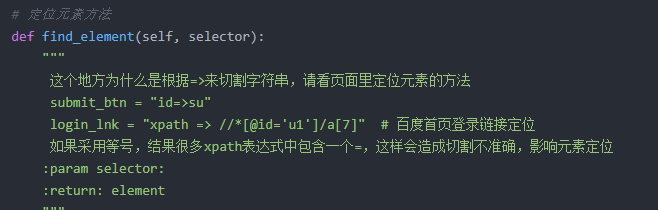 # 定位元素方法
def find_element(self, selector):
"""
这个地方为什么是根据=>来切割字符串，请看页面里定位元素的方法
submit_btn = "id=>su"
login_lnk = "xpath => //*[@id='u1']/a[7]"  # 百度首页登录链接定位
如果采用等号，结果很多xpath表达式中包含一个=，这样会造成切割不准确，影响元素定位
:param selector:
:return: element
"""